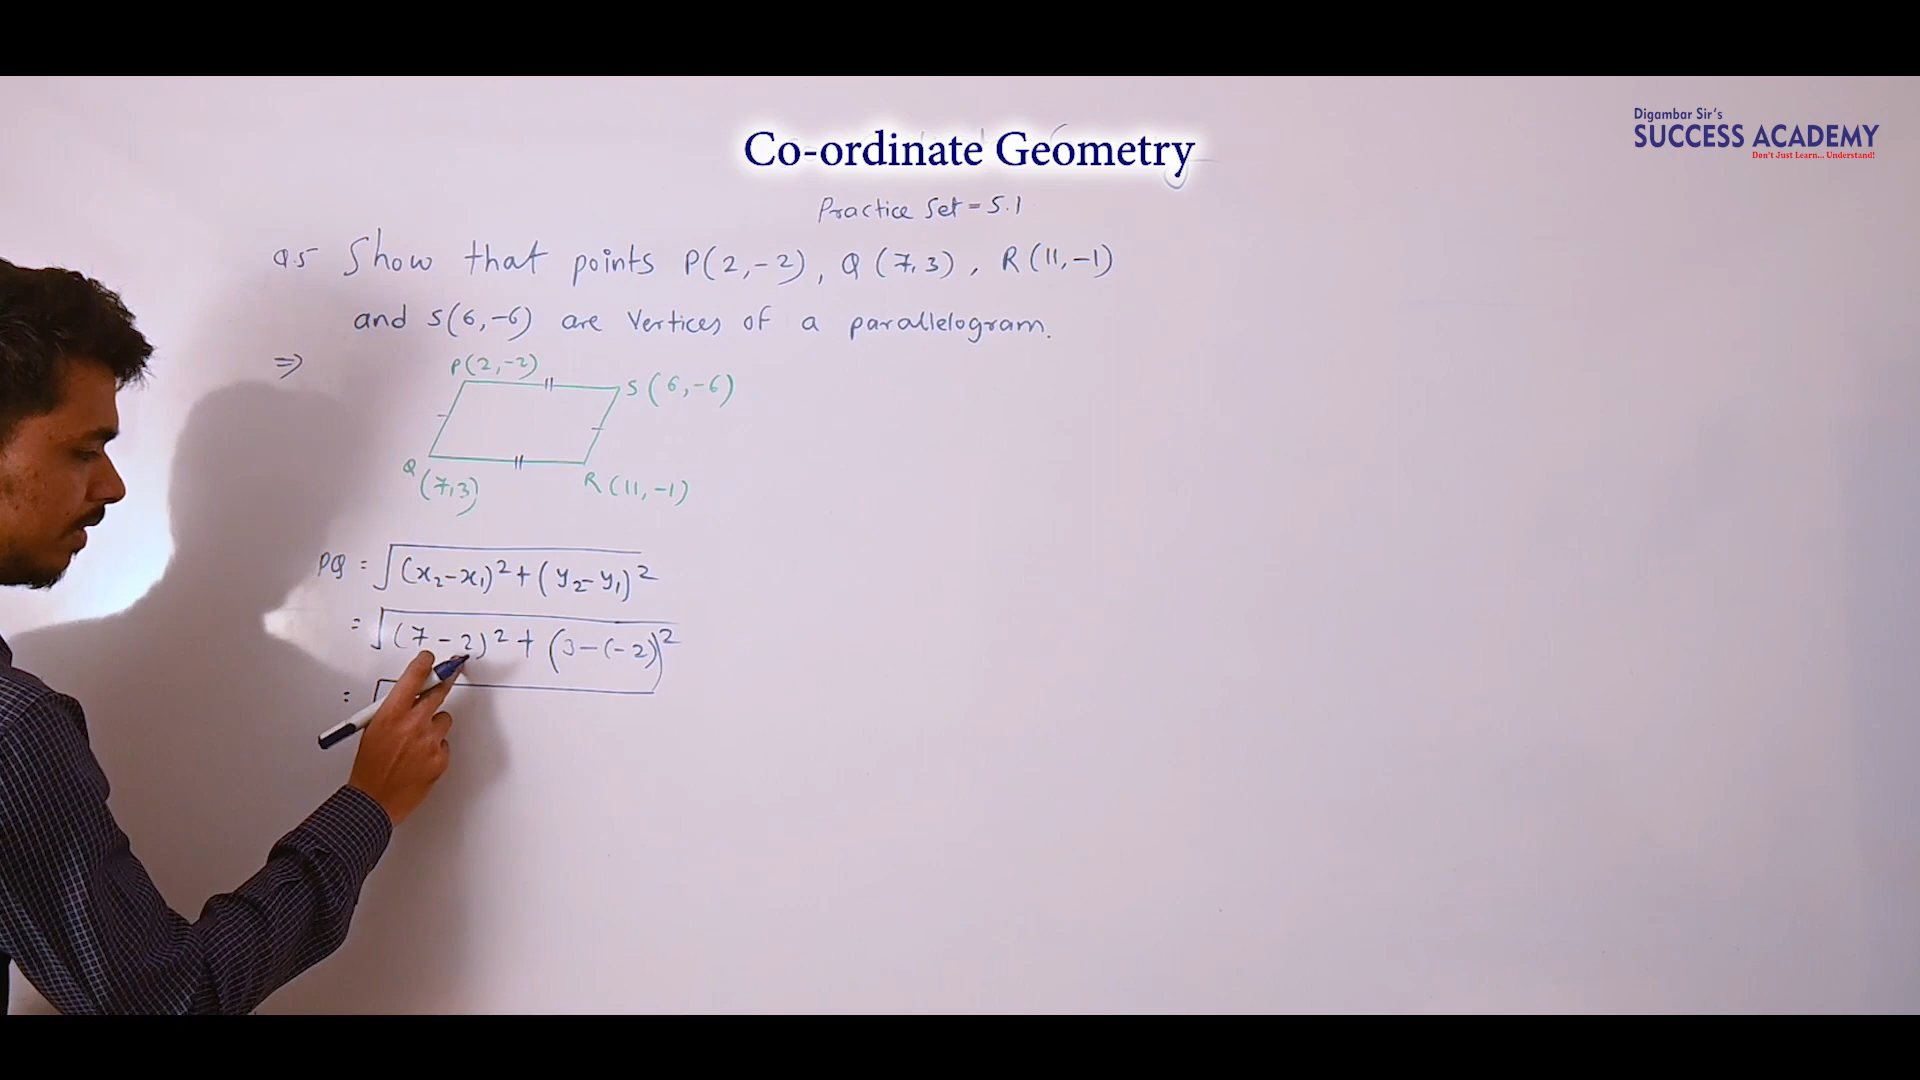 Digambar Sir's
SUCCESS ACADEMY
Don't Just Learn... Understand!
Co-ordinate Geometry
Practice Set = 5.1
Q.5 Show that points P(2,-2), Q(7,3), R(11,-1)
and S(6,-6) are Vertices of a parallelogram.
⇒
P(2,-2)
S(6,-6)
Q(7,3)
R(11,-1)
PQ = √(x₂-x₁)²+(y₂-y₁)²
= √(7-2)²+(3-(-2)²
= √